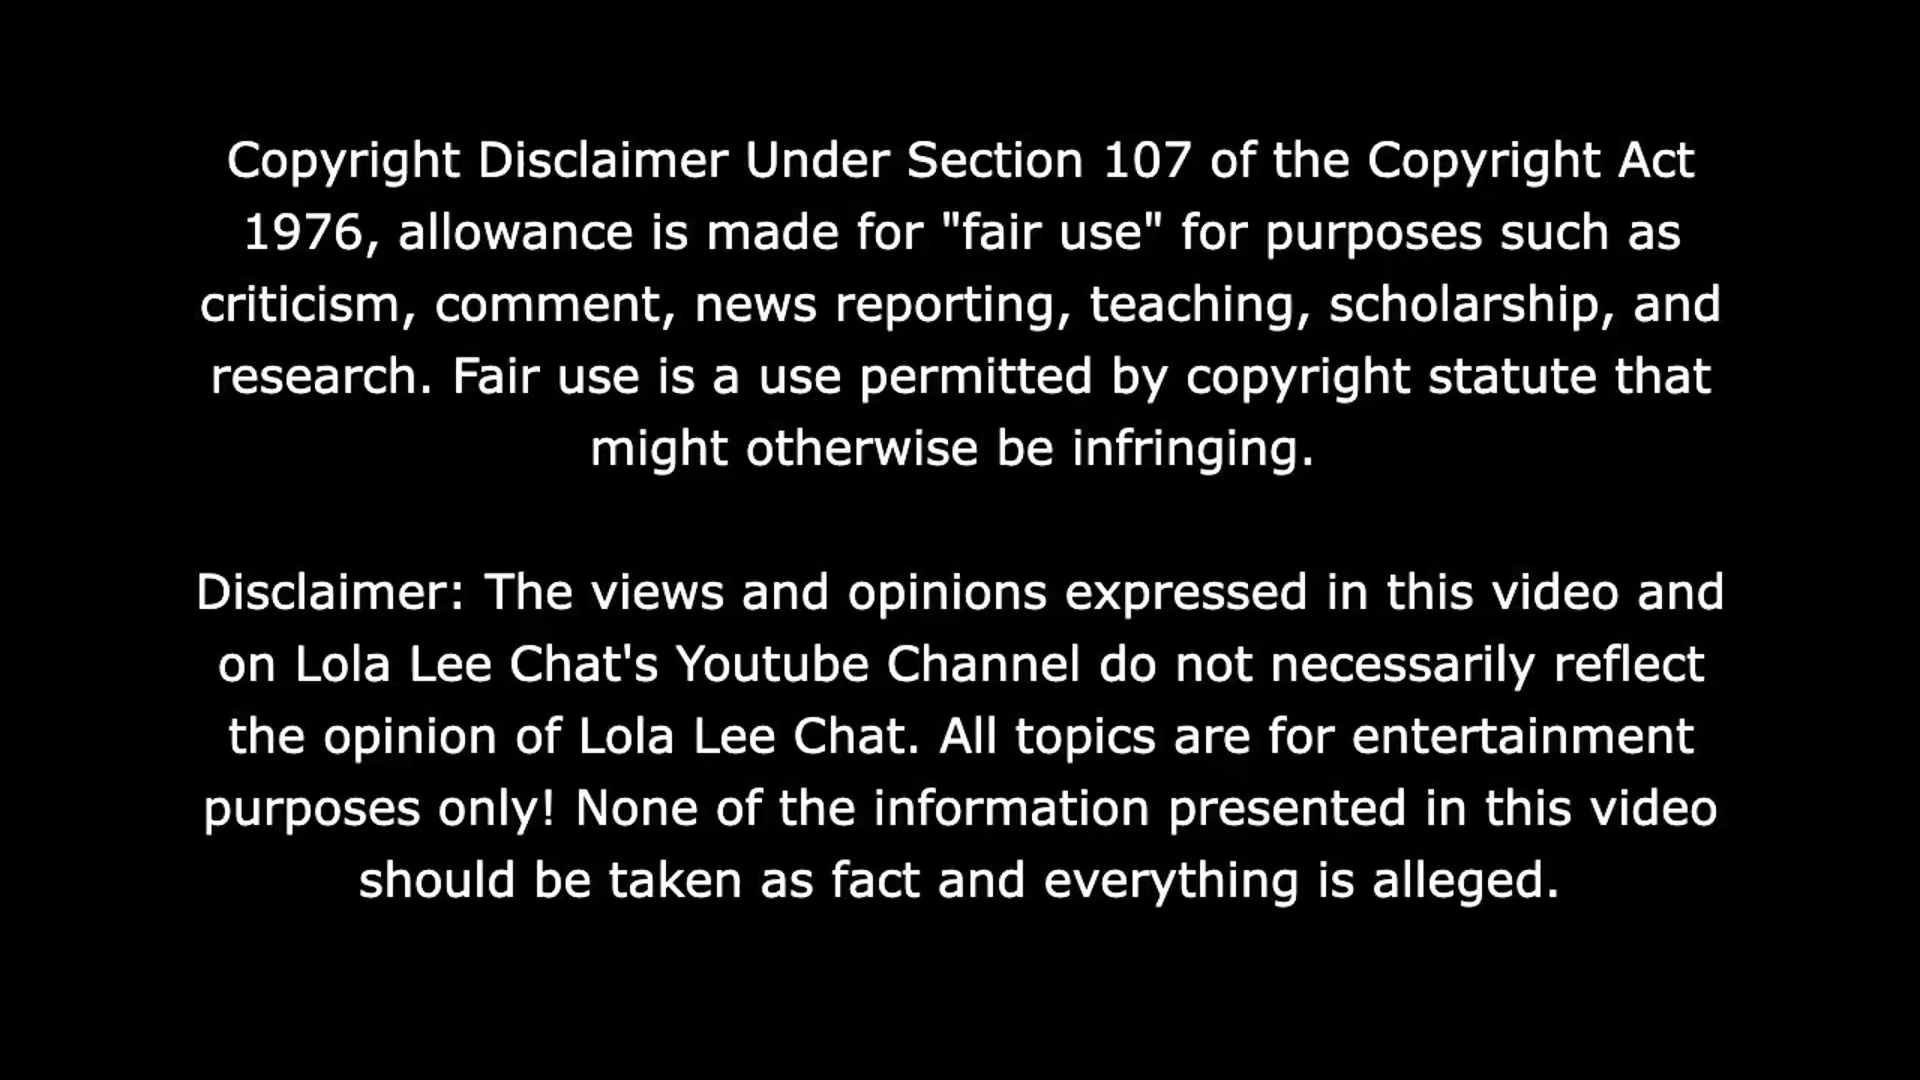 Copyright Disclaimer Under Section 107 of the Copyright Act
1976, allowance is made for "fair use" for purposes such as
criticism, comment, news reporting, teaching, scholarship, and
research. Fair use is a use permitted by copyright statute that
might otherwise be infringing.
Disclaimer: The views and opinions expressed in this video and
on Lola Lee Chat's Youtube Channel do not necessarily reflect
the opinion of Lola Lee Chat. All topics are for entertainment
purposes only! None of the information presented in this video
should be taken as fact and everything is alleged.